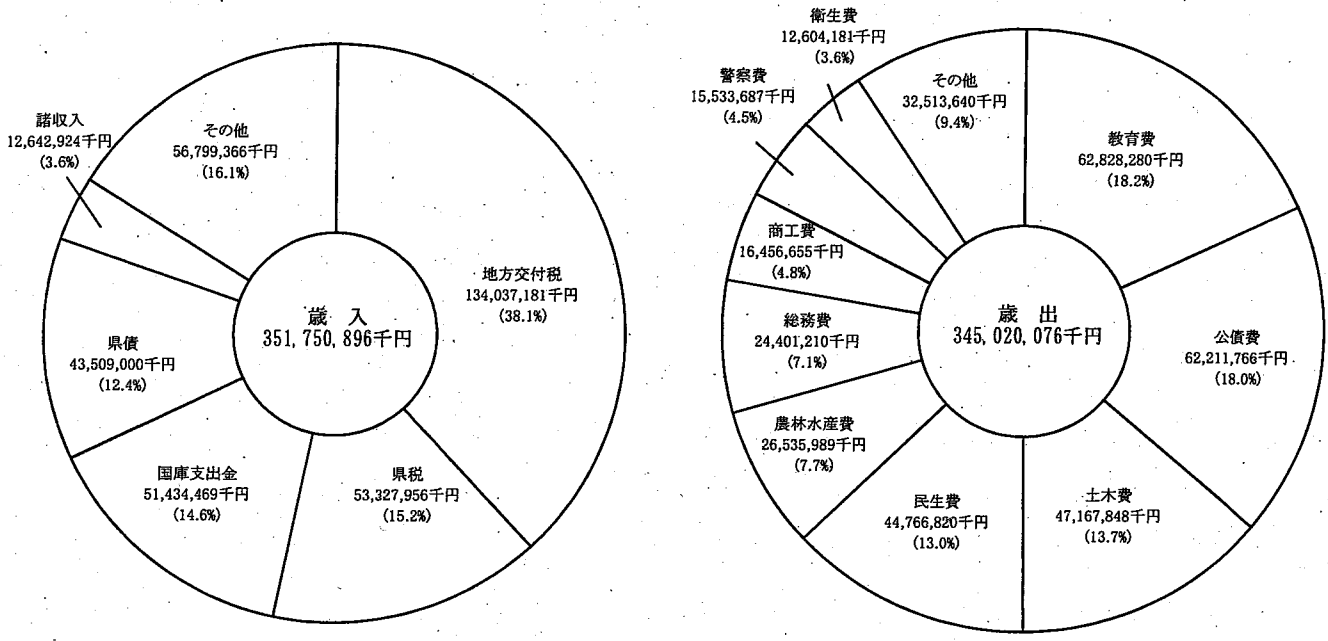 歳入
351,750,896千円
地方交付税
134,037,181千円
(38.1%)
県税
53,327,956千円
(15.2%)
国庫支出金
51,434,469千円
(14.6%)
県債
43,509,000千円
(12.4%)
諸収入
12,642,924千円
(3.6%)
その他
56,799,366千円
(16.1%)
歳出
345,020,076千円
教育費
62,828,280千円
(18.2%)
公債費
62,211,766千円
(18.0%)
土木費
47,167,848千円
(13.7%)
民生費
44,766,820千円
(13.0%)
農林水産費
26,535,989千円
(7.7%)
総務費
24,401,210千円
(7.1%)
商工費
16,456,655千円
(4.8%)
警察費
15,533,687千円
(4.5%)
衛生費
12,604,181千円
(3.6%)
その他
32,513,640千円
(9.4%)